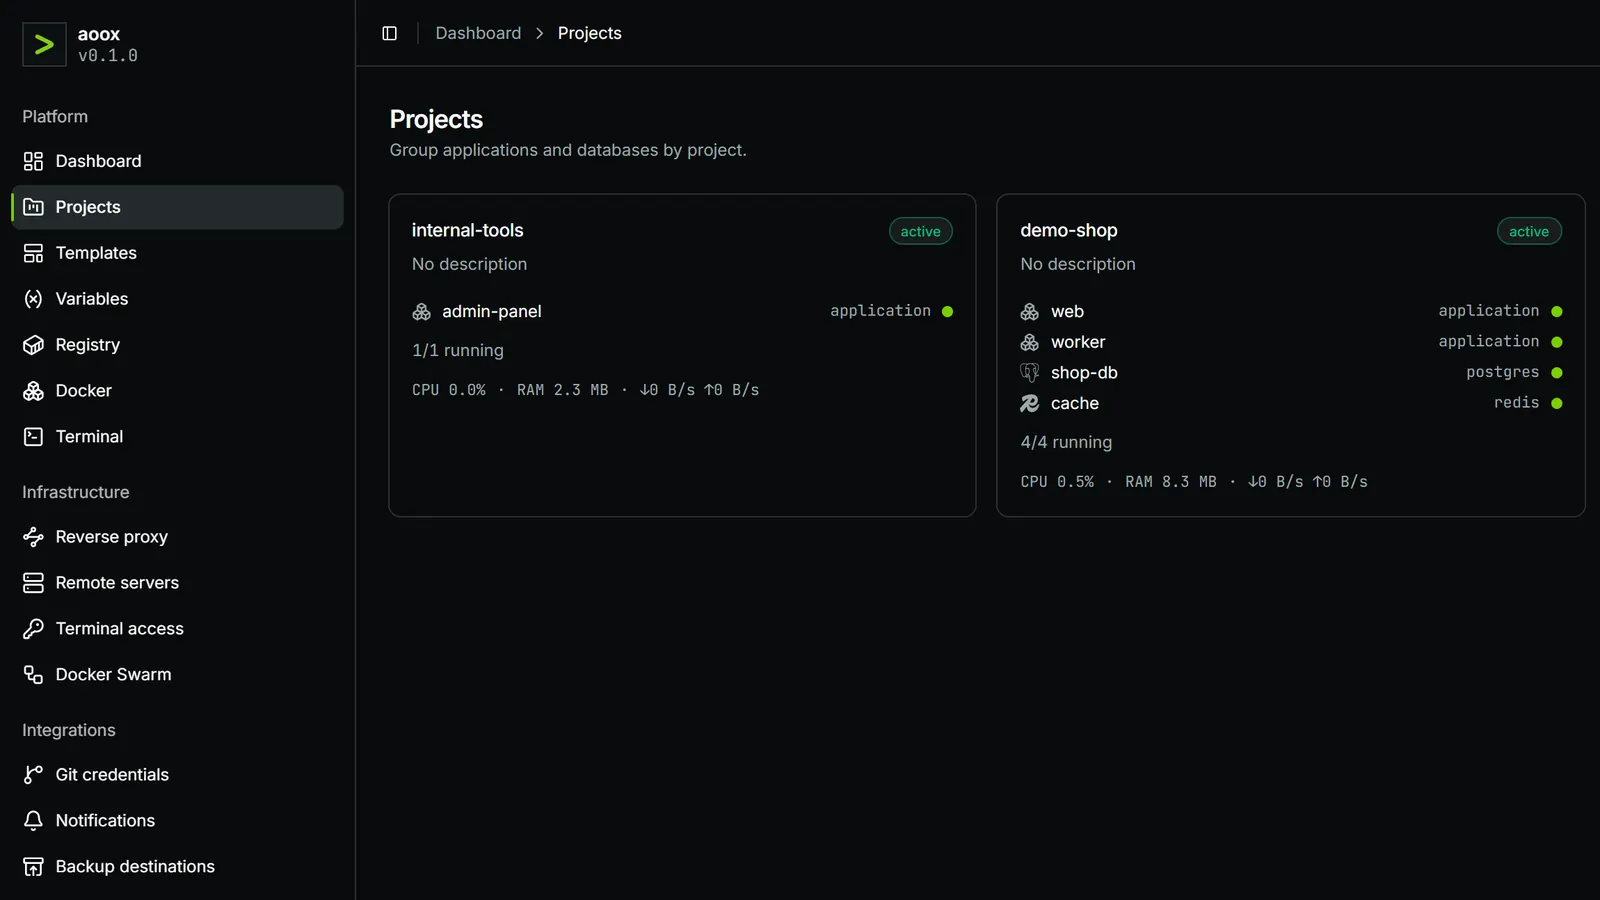 aoox
v0.1.0
Platform
Dashboard
Projects
Templates
Variables
Registry
Docker
Terminal
Infrastructure
Reverse proxy
Remote servers
Terminal access
Docker Swarm
Integrations
Git credentials
Notifications
Backup destinations
Dashboard > Projects
Projects
Group applications and databases by project.
internal-tools active
No description
admin-panel application
1/1 running
CPU 0.0% · RAM 2.3 MB · ↓0 B/s ↑0 B/s
demo-shop active
No description
web application
worker application
shop-db postgres
cache redis
4/4 running
CPU 0.5% · RAM 8.3 MB · ↓0 B/s ↑0 B/s